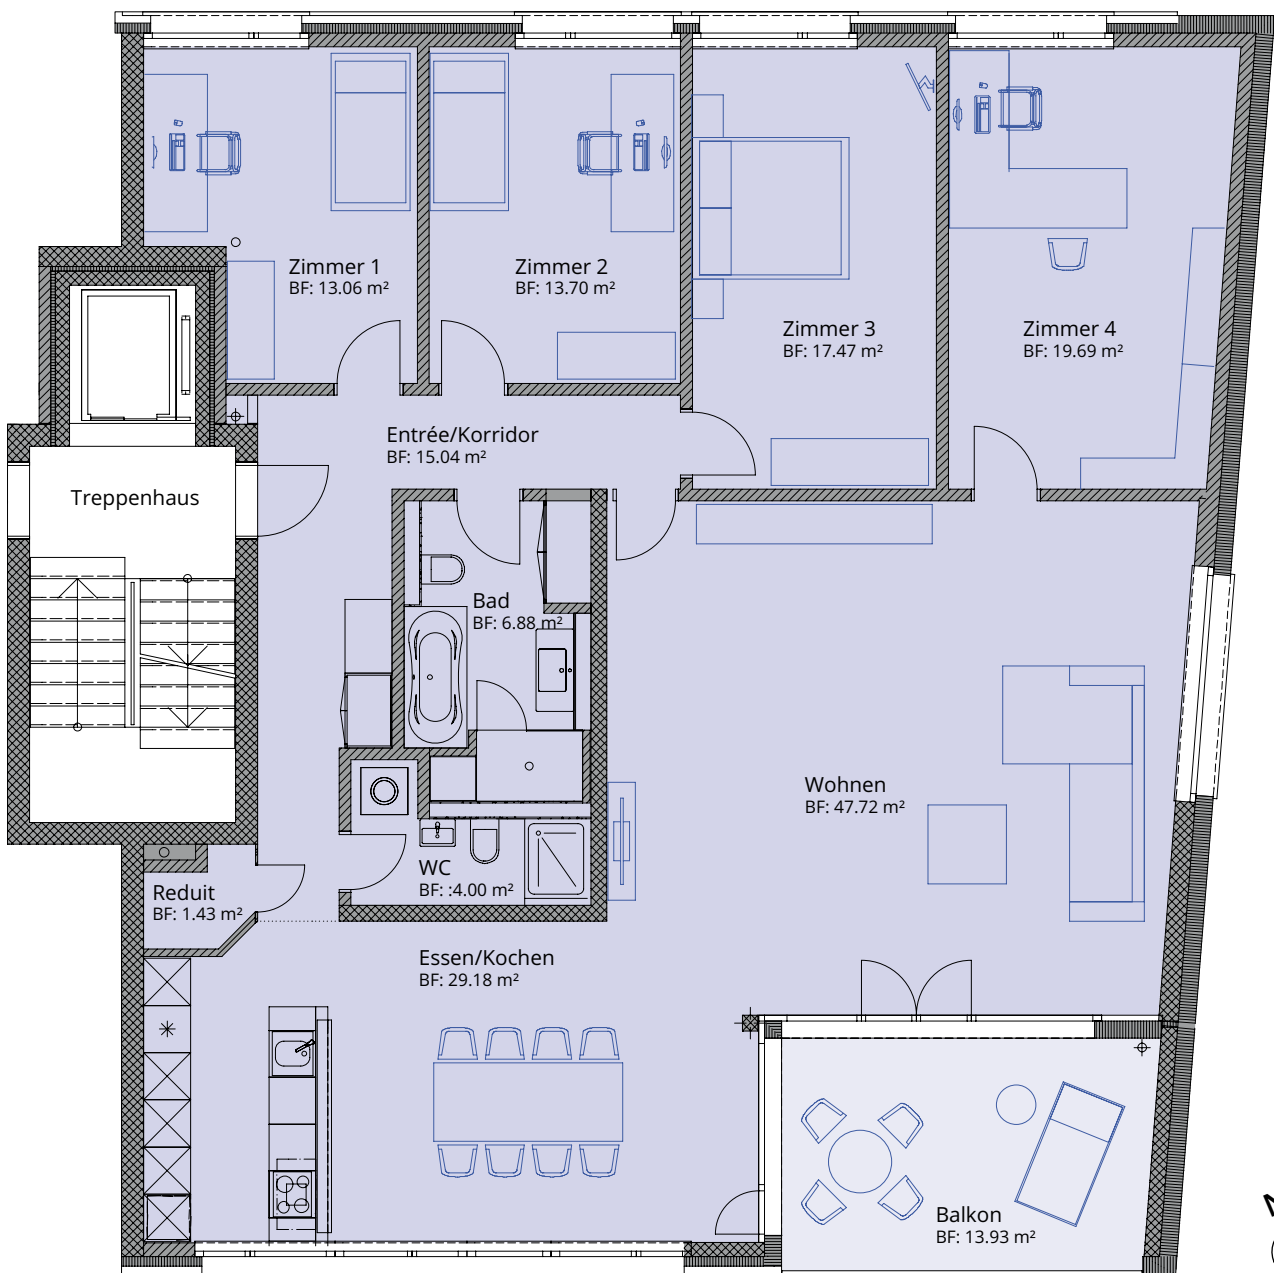 Zimmer 1
BF: 13.06 m²
Zimmer 2
BF: 13.70 m²
Zimmer 3
BF: 17.47 m²
Zimmer 4
BF: 19.69 m²
Entrée/Korridor
BF: 15.04 m²
Treppenhaus
Bad
BF: 6.88 m²
Wohnen
BF: 47.72 m²
WC
BF: :4.00 m²
Reduit
BF: 1.43 m²
Essen/Kochen
BF: 29.18 m²
Balkon
BF: 13.93 m²